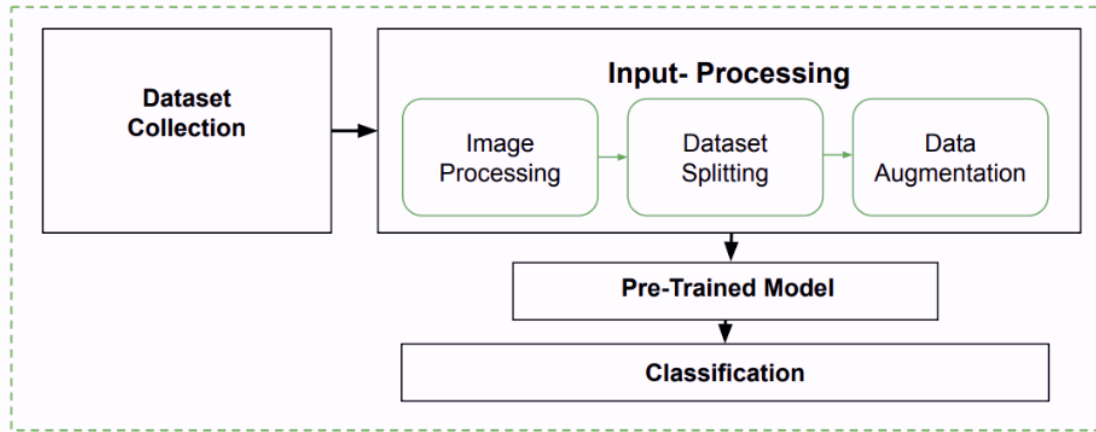 Dataset
Collection
Input- Processing
Image
Processing
Dataset
Splitting
Data
Augmentation
Pre-Trained Model
Classification